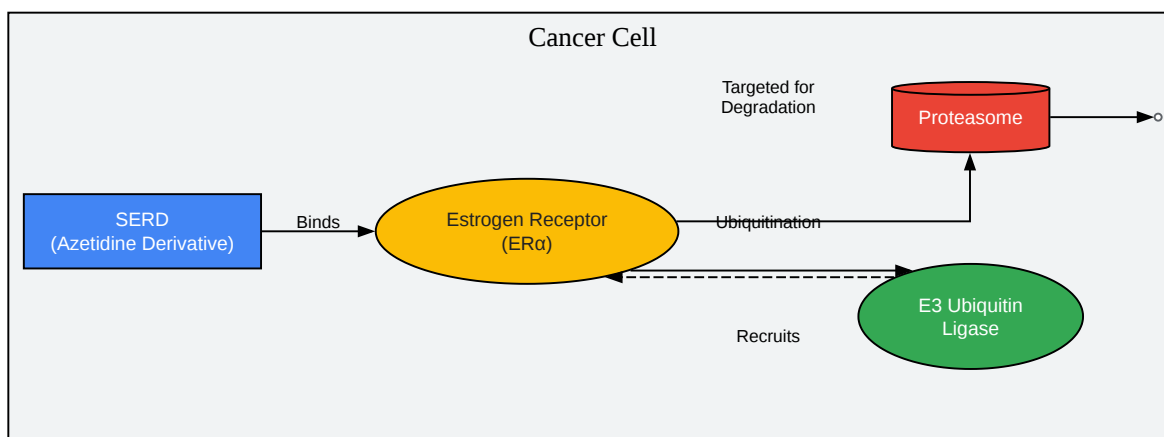 Cancer Cell
Targeted for
Degradation
Proteasome
SERD
(Azetidine Derivative)
Binds
Estrogen Receptor
(ERα)
Ubiquitination
E3 Ubiquitin
Ligase
Recruits